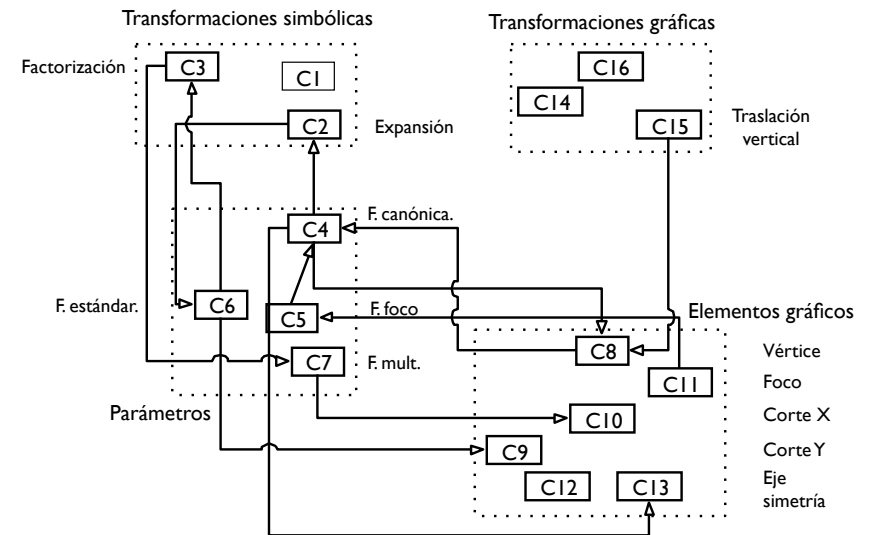 Transformaciones simbólicas
Transformaciones gráficas
Factorización
C3
C1
C16
C14
C2
Expansión
C15
Traslación
vertical
F. canónica.
C4
F. estándar.
C6
C5
F. foco
Elementos gráficos
C8
Vértice
C7
F. mult.
C11
Foco
Parámetros
C10
Corte X
C9
Corte Y
C12
C13
Eje
simetría